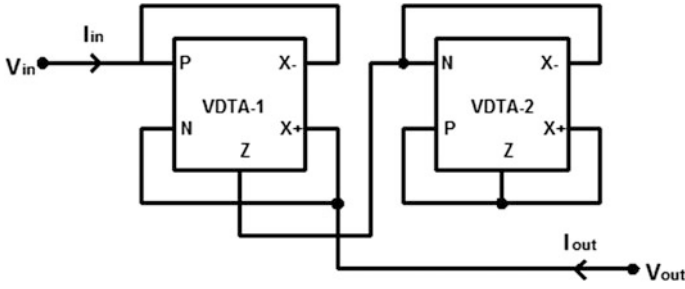 Iin
Vin
P
X-
N
X+
VDTA-1
Z
N
X-
P
X+
VDTA-2
Z
Iout
Vout